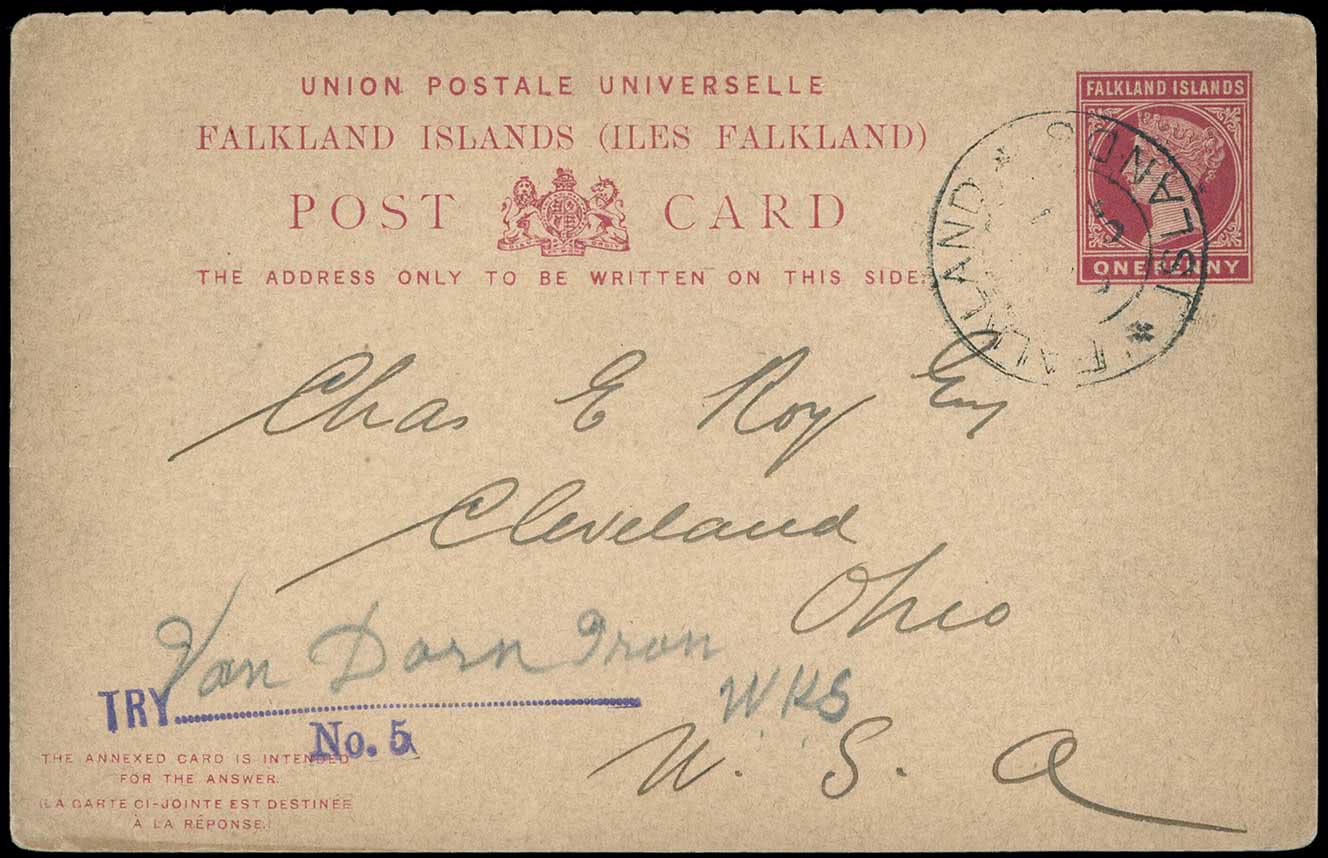 UNION POSTALE UNIVERSELLE
FALKLAND ISLANDS (ILES FALKLAND)
POST CARD
THE ADDRESS ONLY TO BE WRITTEN ON THIS SIDE.
FALKLAND ISLANDS
ONE PENNY
* FALKLAND * ISLANDS
Chas E Roy Esq
Cleveland
Ohio
Van Dorn Iron
WKS
TRY
No. 5
U. S. A
THE ANNEXED CARD IS INTENDED
FOR THE ANSWER.
(LA CARTE CI-JOINTE EST DESTINÉE
À LA RÉPONSE.)